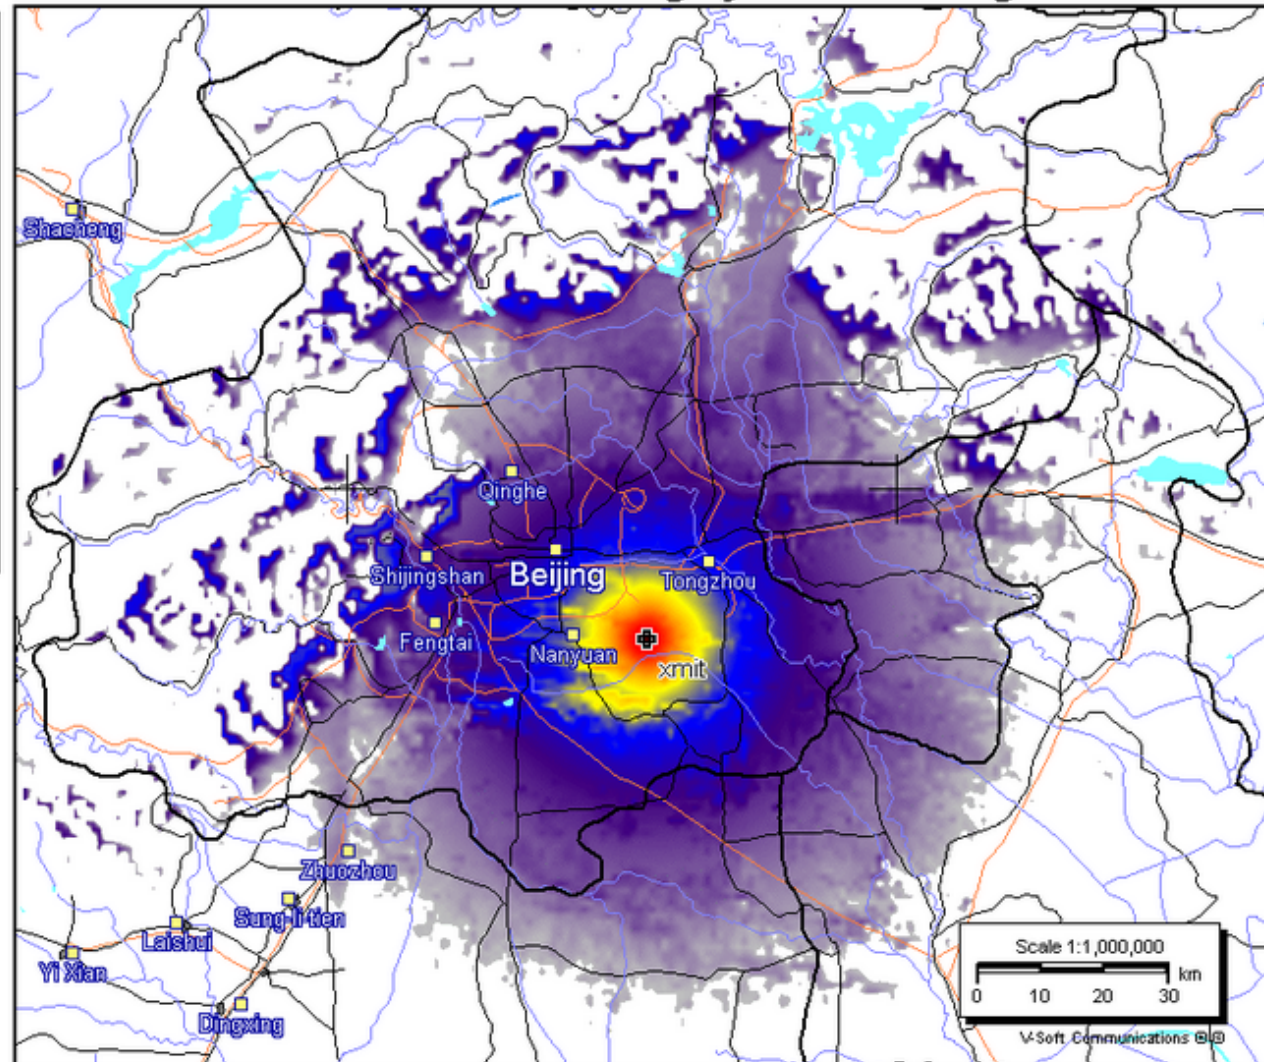 Shacheng
Qinghe
Shijingshan
Beijing
Tongzhou
Fengtai
Nanyuan
xmit
Zhuozhou
Sung-li-tien
Laishui
Yi Xian
Dingxing
Scale 1:1,000,000
km
0 10 20 30
V-Soft Communications